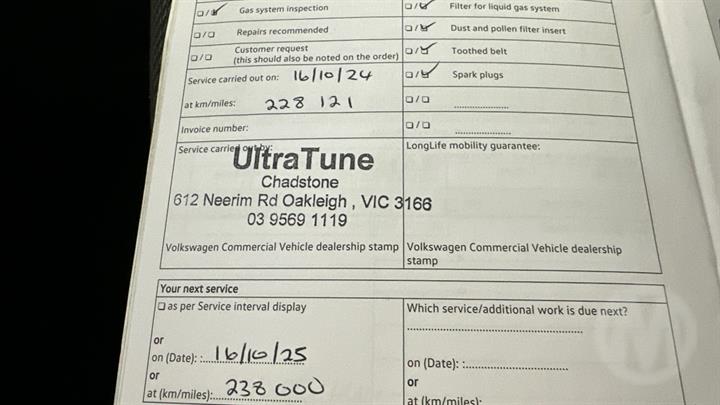 ❏/❏ Gas system inspection
❏/❏ Repairs recommended
❏/❏ Customer request
(this should also be noted on the order)
Service carried out on: 16/10/24
at km/miles: 228 121
Invoice number:
Service carried out by:
UltraTune
Chadstone
612 Neerim Rd Oakleigh , VIC 3166
03 9569 1119
Volkswagen Commercial Vehicle dealership stamp
❏/❏ Filter for liquid gas system
❏/❏ Dust and pollen filter insert
❏/❏ Toothed belt
❏/❏ Spark plugs
❏/❏ ....................
❏/❏ ....................
LongLife mobility guarantee:
Volkswagen Commercial Vehicle dealership
stamp
Your next service
❏ as per Service interval display
or
on (Date): : 16/10/25
or
at (km/miles): 238 000
Which service/additional work is due next?
on (Date): :
or
at (km/miles):
M